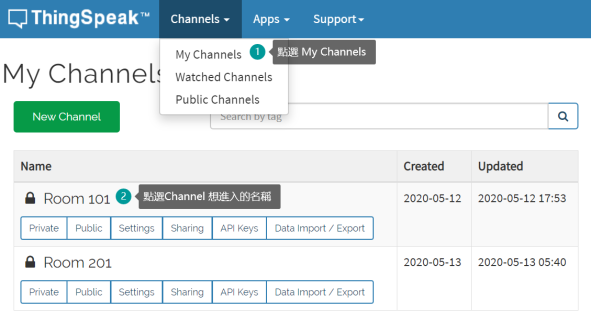 ThingSpeak™ Channels Apps Support
My Channels 1 點選 My Channels
Watched Channels
Public Channels
My Channels
New Channel Search by tag
Name Created Updated
Room 101 2 點選Channel 想進入的名稱 2020-05-12 2020-05-12 17:53
Private Public Settings Sharing API Keys Data Import / Export
Room 201 2020-05-13 2020-05-13 05:40
Private Public Settings Sharing API Keys Data Import / Export